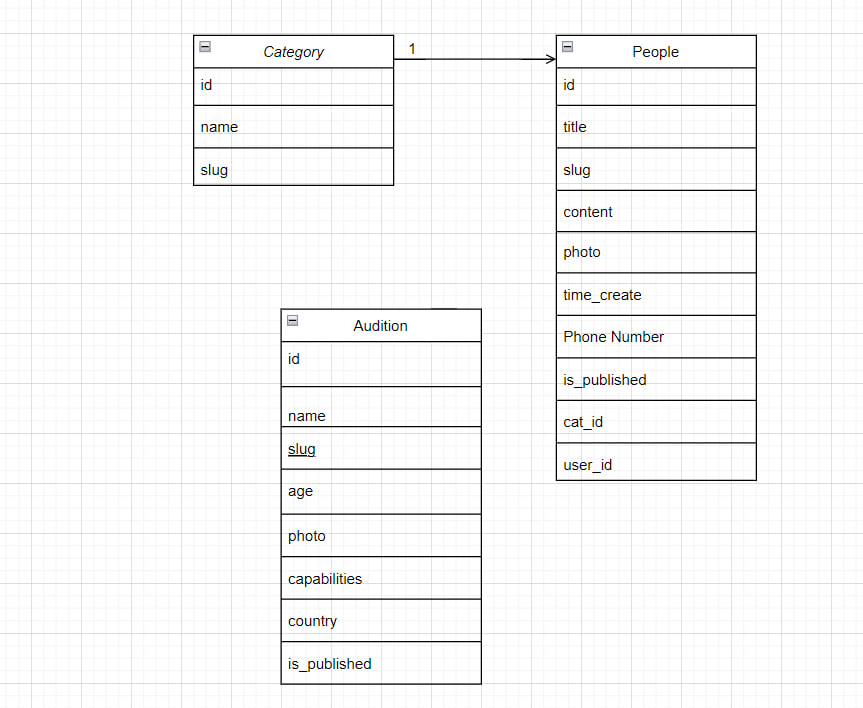 Category
id
name
slug
1
People
id
title
slug
content
photo
time_create
Phone Number
is_published
cat_id
user_id
Audition
id
name
slug
age
photo
capabilities
country
is_published